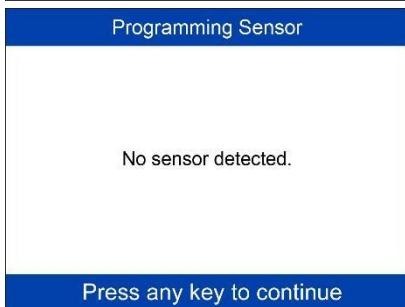 Programming Sensor
No sensor detected.
Press any key to continue